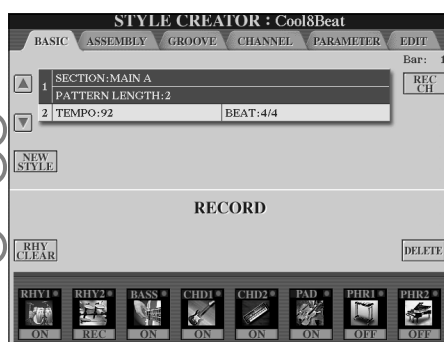 STYLE CREATOR : Cool8Beat
BASIC ASSEMBLY GROOVE CHANNEL PARAMETER EDIT
Bar: 1
1 SECTION:MAIN A
PATTERN LENGTH:2
REC CH
2 TEMPO:92 BEAT:4/4
NEW STYLE
RECORD
RHY CLEAR
DELETE
RHY1 RHY2 BASS CHD1 CHD2 PAD PHR1 PHR2
ON REC ON ON ON ON OFF OFF